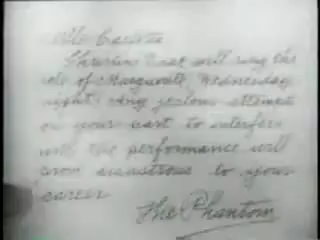 Mlle Carlotta
Christine Daae will sing the
role of Marguerite Wednesday
night. Any jealous attempt
on your part to interfere
with the performance will
prove disastrous to your
career
The Phantom